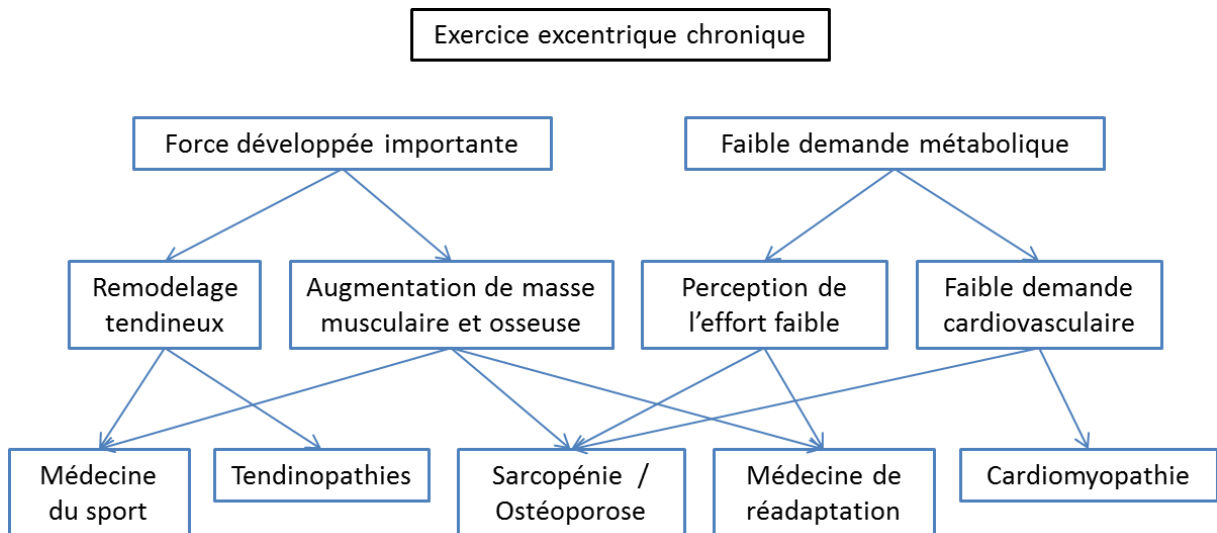 Exercice excentrique chronique
Force développée importante
Faible demande métabolique
Remodelage
tendineux
Augmentation de masse
musculaire et osseuse
Perception de
l’effort faible
Faible demande
cardiovasculaire
Médecine
du sport
Tendinopathies
Sarcopénie /
Ostéoporose
Médecine de
réadaptation
Cardiomyopathie